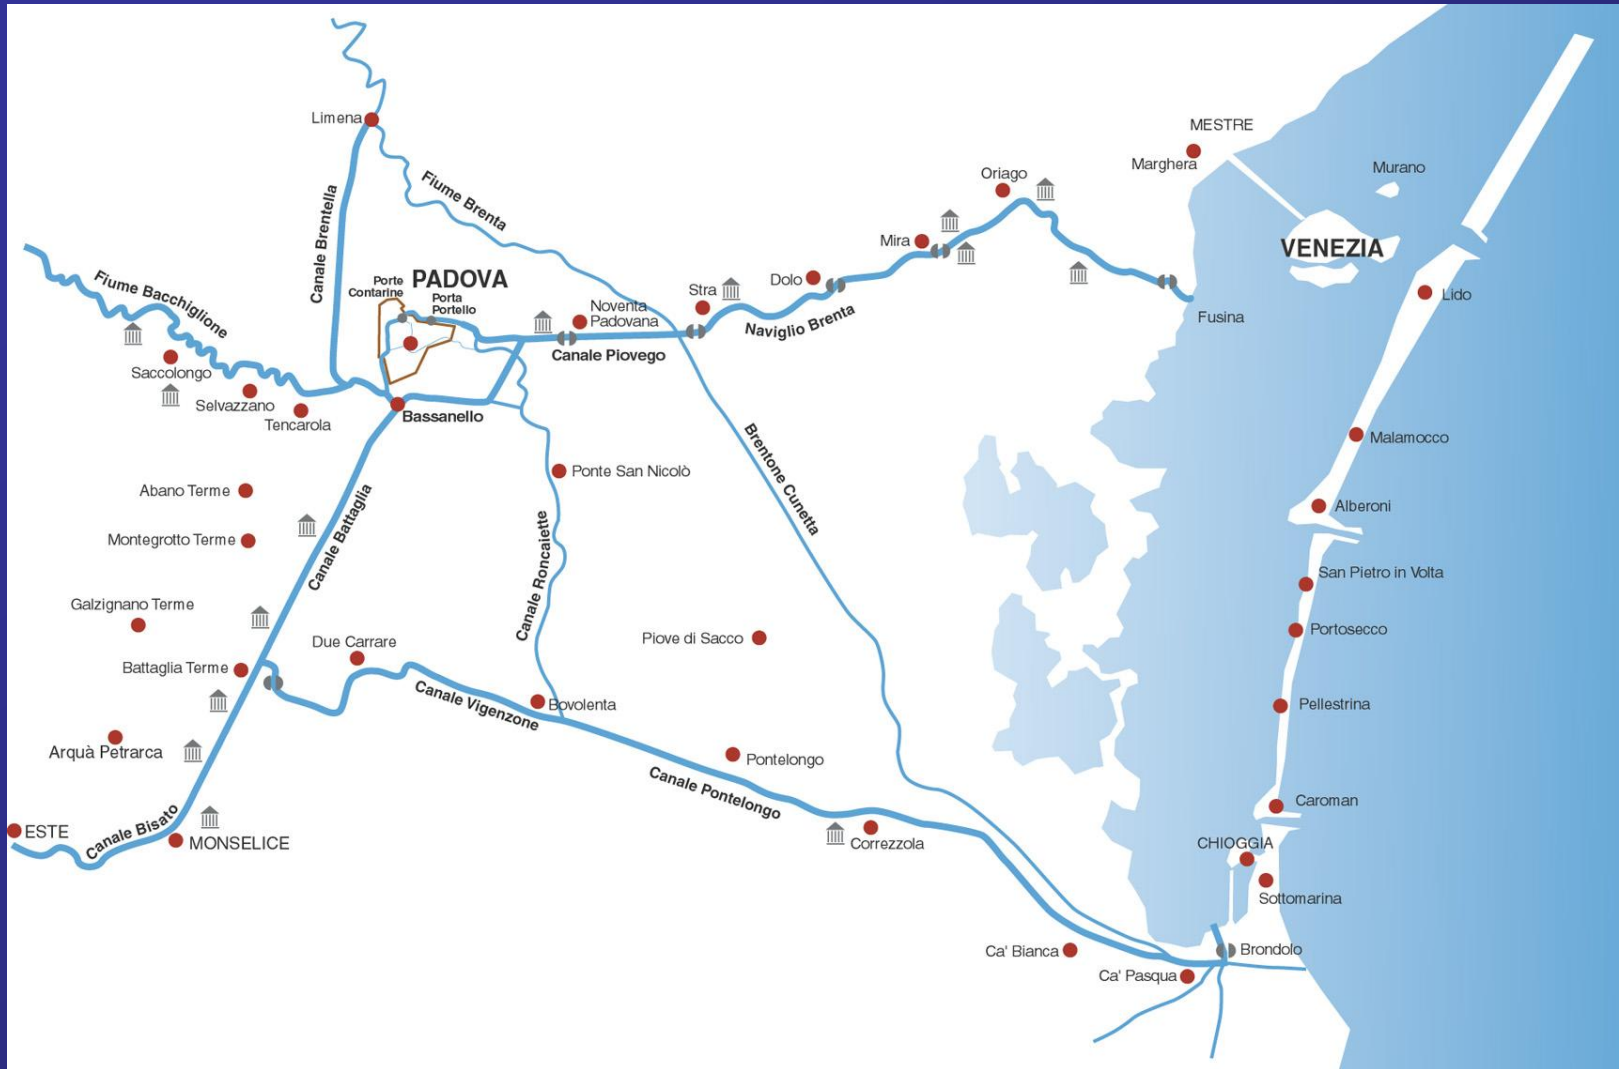 MESTRE
Marghera
Murano
Limena
Oriago
Fiume Brenta
Canale Brentella
Mira
VENEZIA
Fiume Bacchiglione
Porte
Contarine
PADOVA
Porta
Portello
Stra
Dolo
Lido
Noventa
Padovana
Naviglio Brenta
Fusina
Canale Piovego
Saccolongo
Selvazzano
Tencarola
Bassanello
Malamocco
Brentone Cunetta
Ponte San Nicolò
Abano Terme
Alberoni
Montegrotto Terme
Canale Battaglia
Canale Roncaiette
San Pietro in Volta
Galzignano Terme
Portosecco
Due Carrare
Piove di Sacco
Battaglia Terme
Canale Vigenzone
Bovolenta
Pellestrina
Arquà Petrarca
Pontelongo
Canale Pontelongo
Caroman
Canale Bisato
ESTE
MONSELICE
Correzzola
CHIOGGIA
Sottomarina
Ca' Bianca
Brondolo
Ca' Pasqua